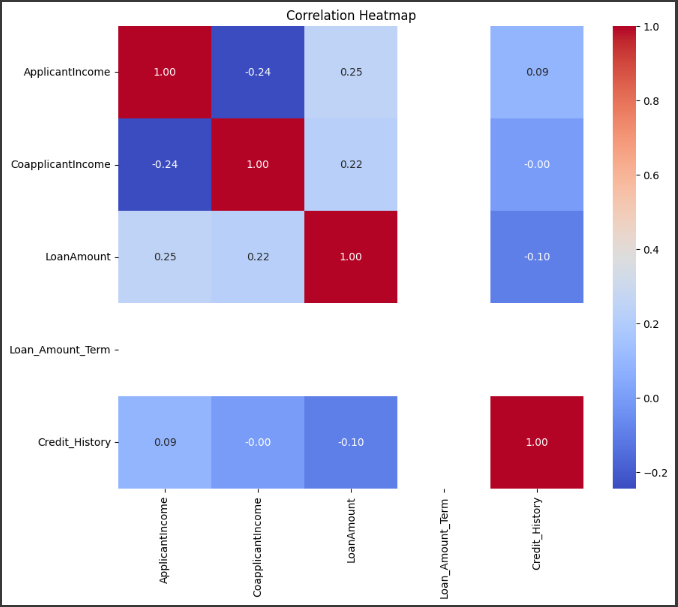 Correlation Heatmap
ApplicantIncome 1.00 -0.24 0.25 0.09
CoapplicantIncome -0.24 1.00 0.22 -0.00
LoanAmount 0.25 0.22 1.00 -0.10
Loan_Amount_Term
Credit_History 0.09 -0.00 -0.10 1.00
ApplicantIncome
CoapplicantIncome
LoanAmount
Loan_Amount_Term
Credit_History
1.0
0.8
0.6
0.4
0.2
0.0
−0.2